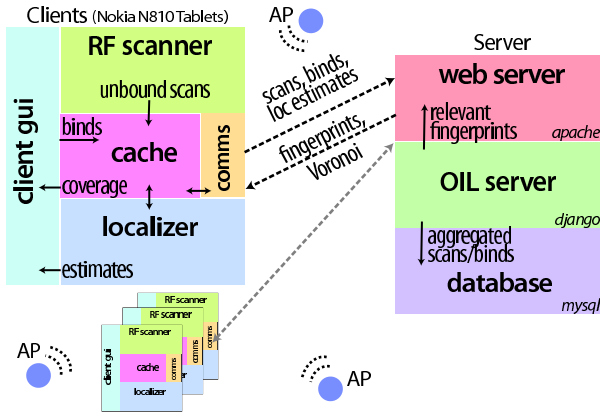 Clients (Nokia N810 Tablets)
AP
RF scanner
unbound scans
client gui
binds
cache
comms
coverage
localizer
estimates
scans, binds,
loc estimates
fingerprints,
Voronoi
Server
web server
relevant
fingerprints
apache
OIL server
django
aggregated
scans/binds
database
mysql
RF scanner
RF scanner
comms
comms
RF scanner
client gui
cache
comms
localizer
AP
AP